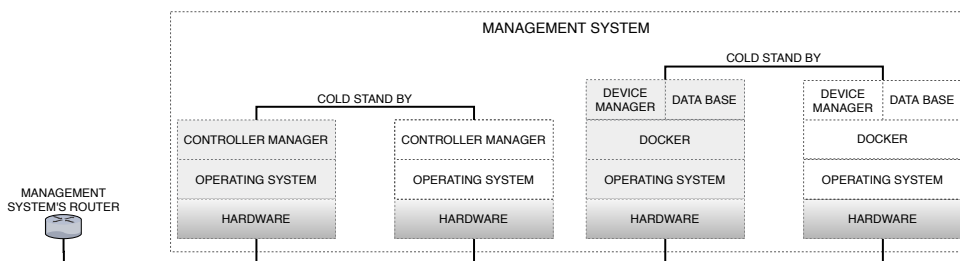 MANAGEMENT SYSTEM
COLD STAND BY
COLD STAND BY
DEVICE
MANAGER
DATA BASE
DEVICE
MANAGER
DATA BASE
CONTROLLER MANAGER
CONTROLLER MANAGER
DOCKER
DOCKER
OPERATING SYSTEM
OPERATING SYSTEM
OPERATING SYSTEM
OPERATING SYSTEM
MANAGEMENT
SYSTEM'S ROUTER
HARDWARE
HARDWARE
HARDWARE
HARDWARE